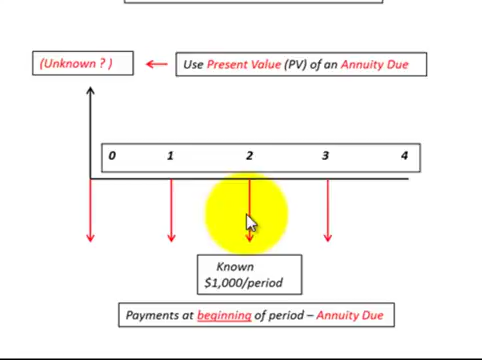 (Unknown ? )
Use Present Value (PV) of an Annuity Due
0 1 2 3 4
Known
$1,000/period
Payments at beginning of period – Annuity Due